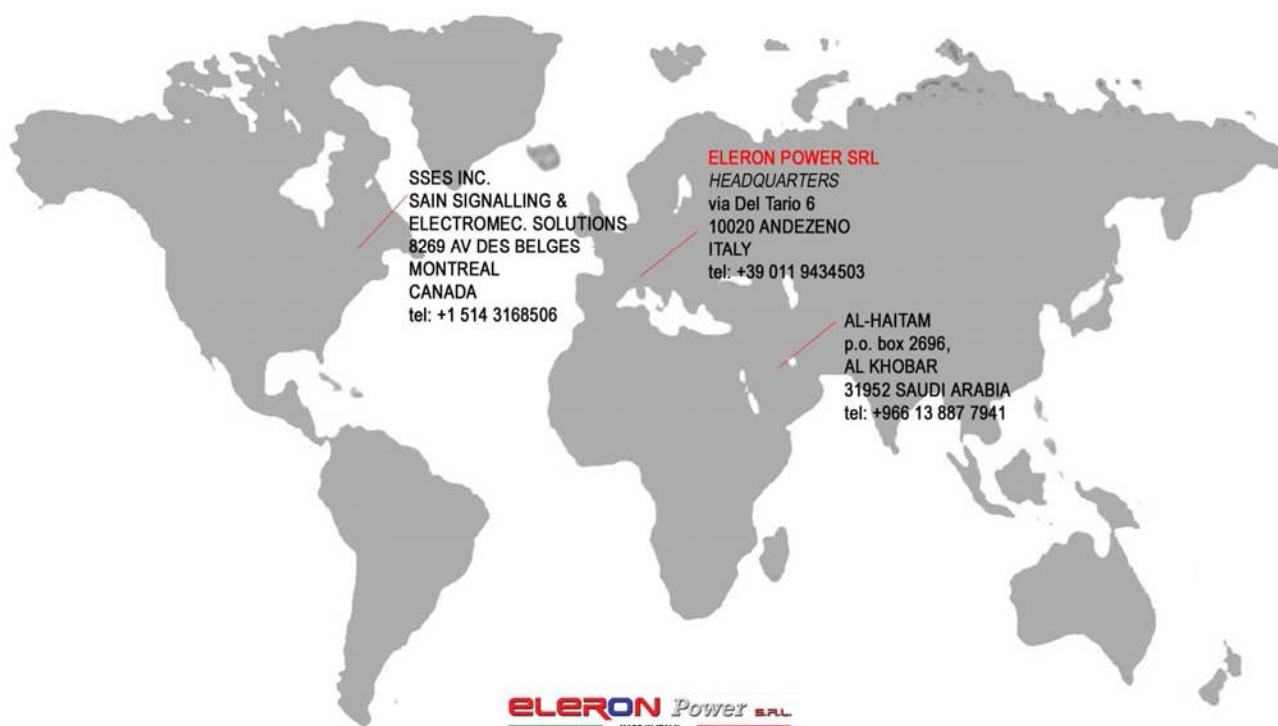 SSES INC.
SAIN SIGNALLING &
ELECTROMEC. SOLUTIONS
8269 AV DES BELGES
MONTREAL
CANADA
tel: +1 514 3168506
ELERON POWER SRL
HEADQUARTERS
via Del Tario 6
10020 ANDEZENO
ITALY
tel: +39 011 9434503
AL-HAITAM
p.o. box 2696,
AL KHOBAR
31952 SAUDI ARABIA
tel: +966 13 887 7941
ELERON Power S.R.L.